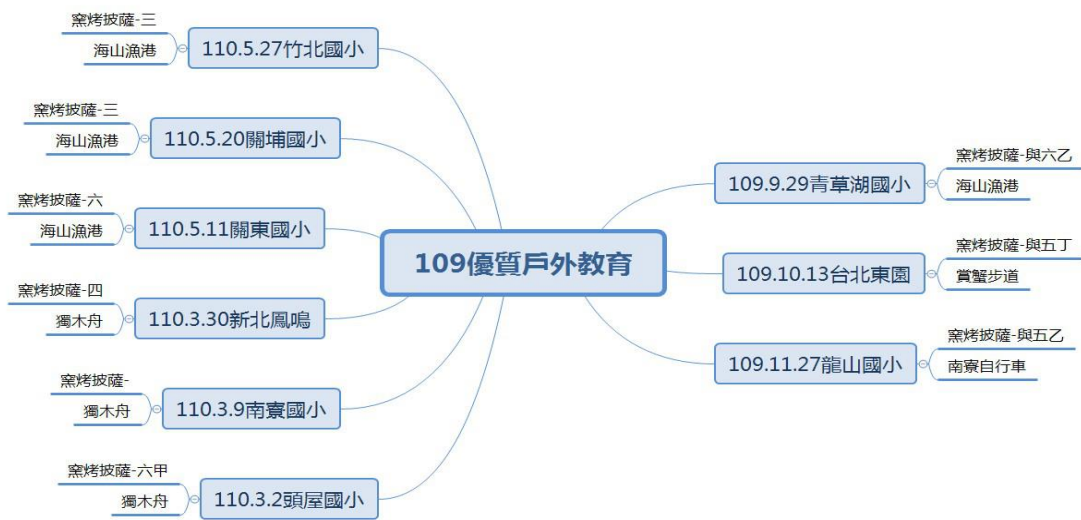 109優質戶外教育
109.9.29青草湖國小
窯烤披薩-與六乙
海山漁港
109.10.13台北東園
窯烤披薩-與五丁
賞蟹步道
109.11.27龍山國小
窯烤披薩-與五乙
南寮自行車
110.3.2頭屋國小
窯烤披薩-六甲
獨木舟
110.3.9南寮國小
窯烤披薩-
獨木舟
110.3.30新北鳳鳴
窯烤披薩-四
獨木舟
110.5.11關東國小
窯烤披薩-六
海山漁港
110.5.20關埔國小
窯烤披薩-三
海山漁港
110.5.27竹北國小
窯烤披薩-三
海山漁港